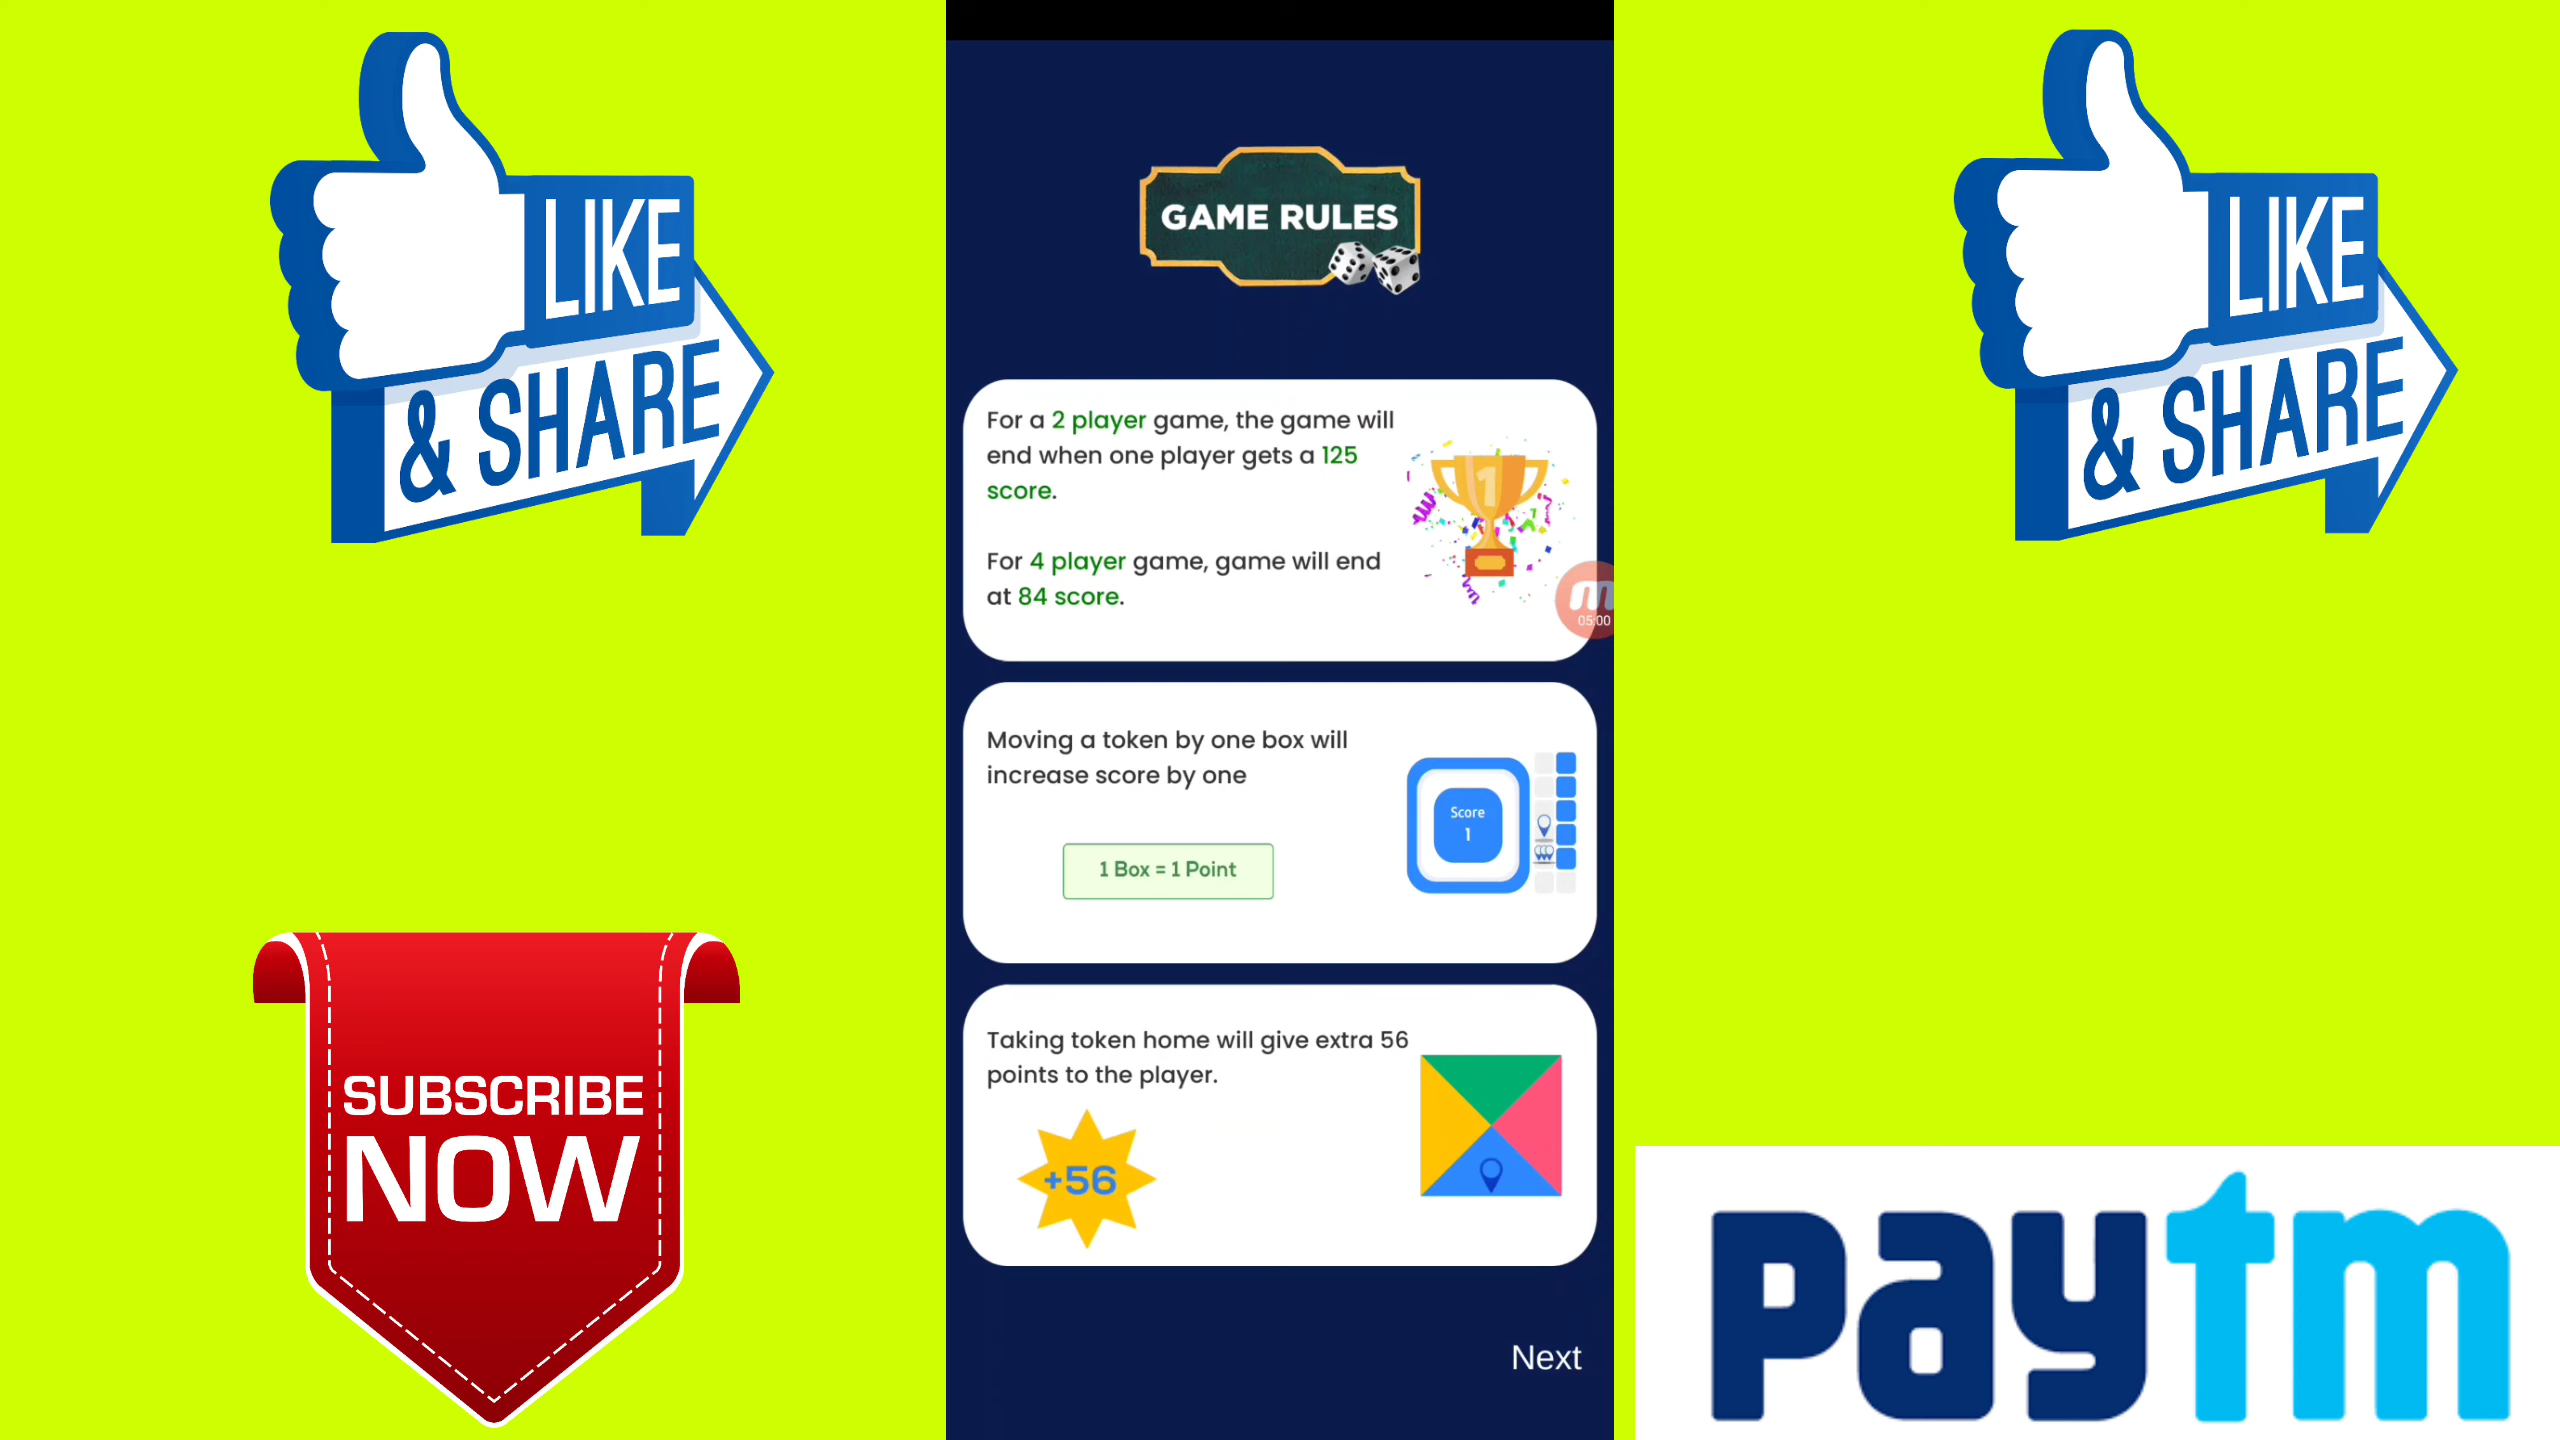 LIKE
& SHARE
GAME RULES
LIKE
& SHARE
For a 2 player game, the game will
end when one player gets a 125
score.
For 4 player game, game will end
at 84 score.
1
m
05:00
Moving a token by one box will
increase score by one
1 Box = 1 Point
Score
1
SUBSCRIBE
NOW
Taking token home will give extra 56
points to the player.
+56
Next
paytm